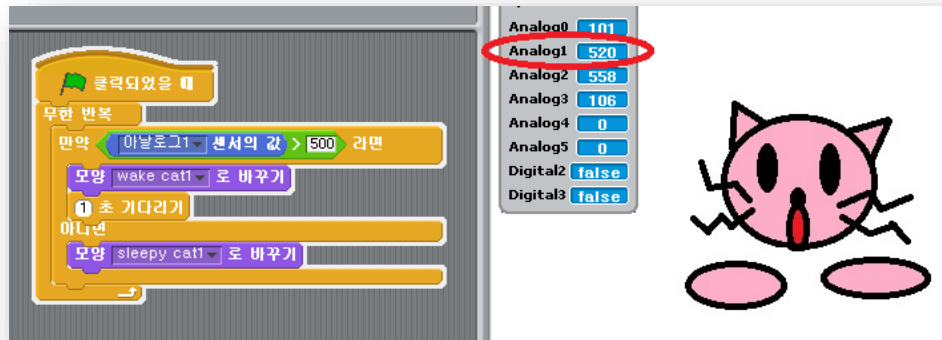 클릭되었을 때
무한 반복
만약 아날로그1 센서의 값 > 500 라면
모양 wake cat1 로 바꾸기
1 초 기다리기
아니면
모양 sleepy cat1 로 바꾸기
Analog0 101
Analog1 520
Analog2 558
Analog3 106
Analog4 0
Analog5 0
Digital2 false
Digital3 false